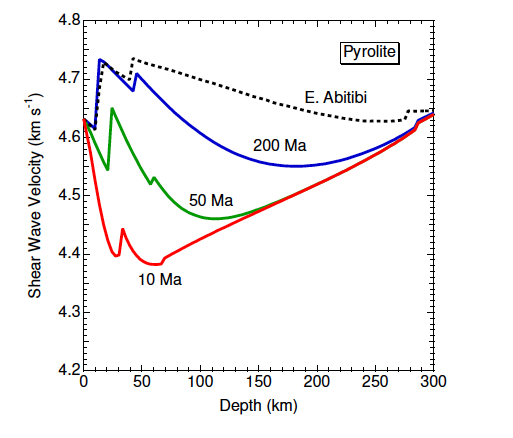 4.8
Pyrolite
4.7
E. Abitibi
4.6
200 Ma
4.5
50 Ma
4.4
10 Ma
4.3
4.2
Shear Wave Velocity (km s⁻¹)
0 50 100 150 200 250 300
Depth (km)